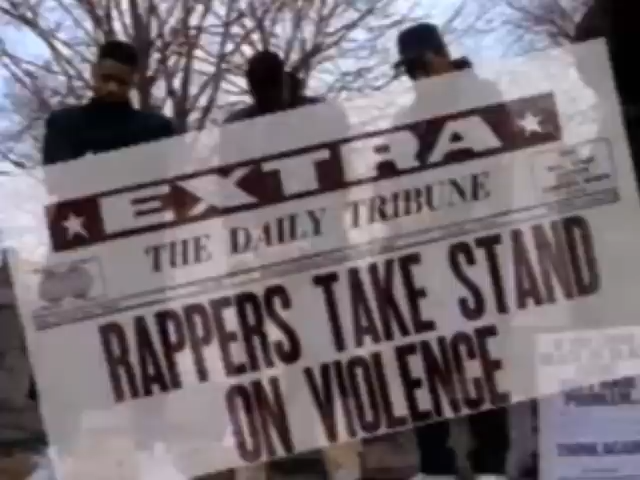 EXTRA
THE DAILY TRIBUNE
RAPPERS TAKE STAND
ON VIOLENCE